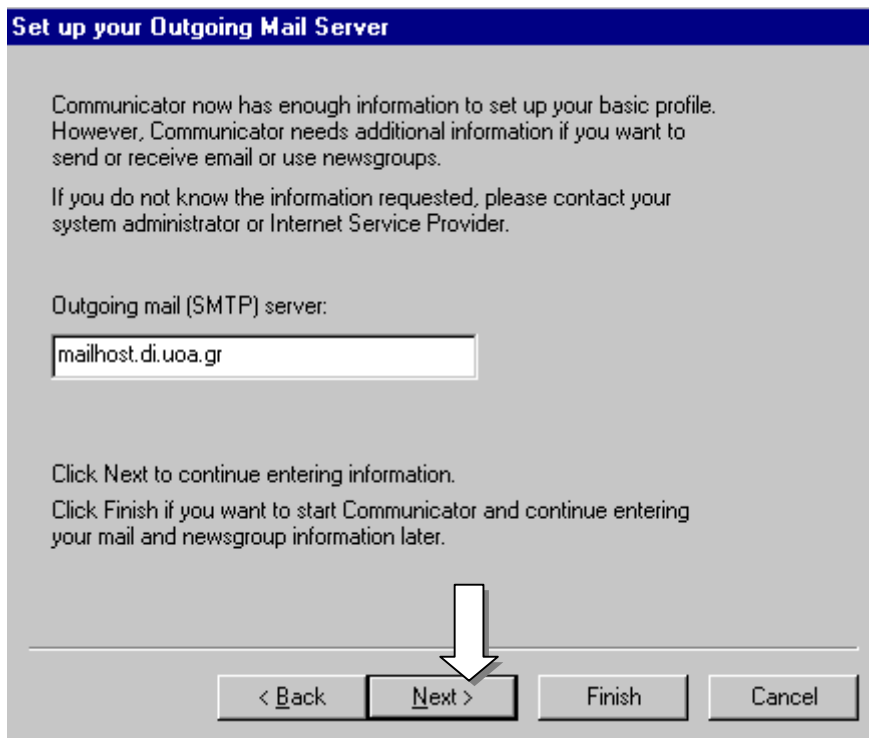 Set up your Outgoing Mail Server
Communicator now has enough information to set up your basic profile.
However, Communicator needs additional information if you want to
send or receive email or use newsgroups.
If you do not know the information requested, please contact your
system administrator or Internet Service Provider.
Outgoing mail (SMTP) server:
mailhost.di.uoa.gr
Click Next to continue entering information.
Click Finish if you want to start Communicator and continue entering
your mail and newsgroup information later.
< Back
Next >
Finish
Cancel